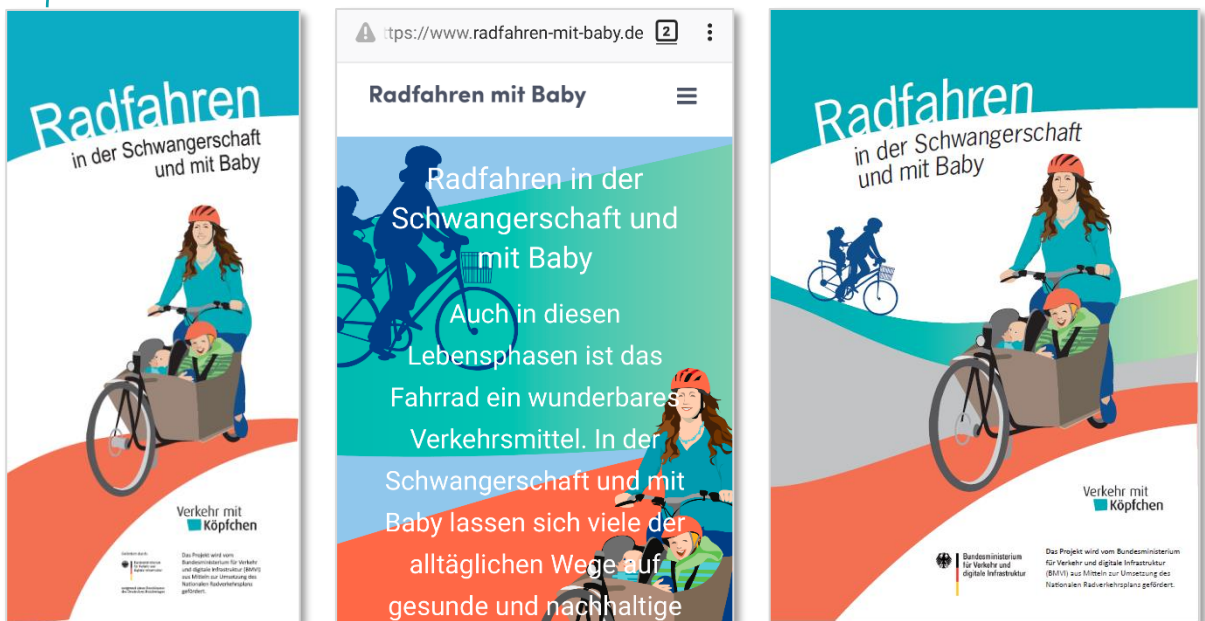 Radfahren
in der Schwangerschaft
und mit Baby
Verkehr mit
Köpfchen
Das Projekt wird vom
Bundesministerium für Verkehr
und digitale Infrastruktur (BMVI)
aus Mitteln zur Umsetzung des
Nationalen Radverkehrsplans
gefördert.
ttps://www.radfahren-mit-baby.de 2
Radfahren mit Baby
Radfahren in der
Schwangerschaft und
mit Baby
Auch in diesen
Lebensphasen ist das
Fahrrad ein wunderbares
Verkehrsmittel. In der
Schwangerschaft und mit
Baby lassen sich viele der
alltäglichen Wege auf
gesunde und nachhaltige
Radfahren
in der Schwangerschaft
und mit Baby
Verkehr mit
Köpfchen
Bundesministerium
für Verkehr und
digitale Infrastruktur
Das Projekt wird vom Bundesministerium
für Verkehr und digitale Infrastruktur
(BMVI) aus Mitteln zur Umsetzung des
Nationalen Radverkehrsplans gefördert.